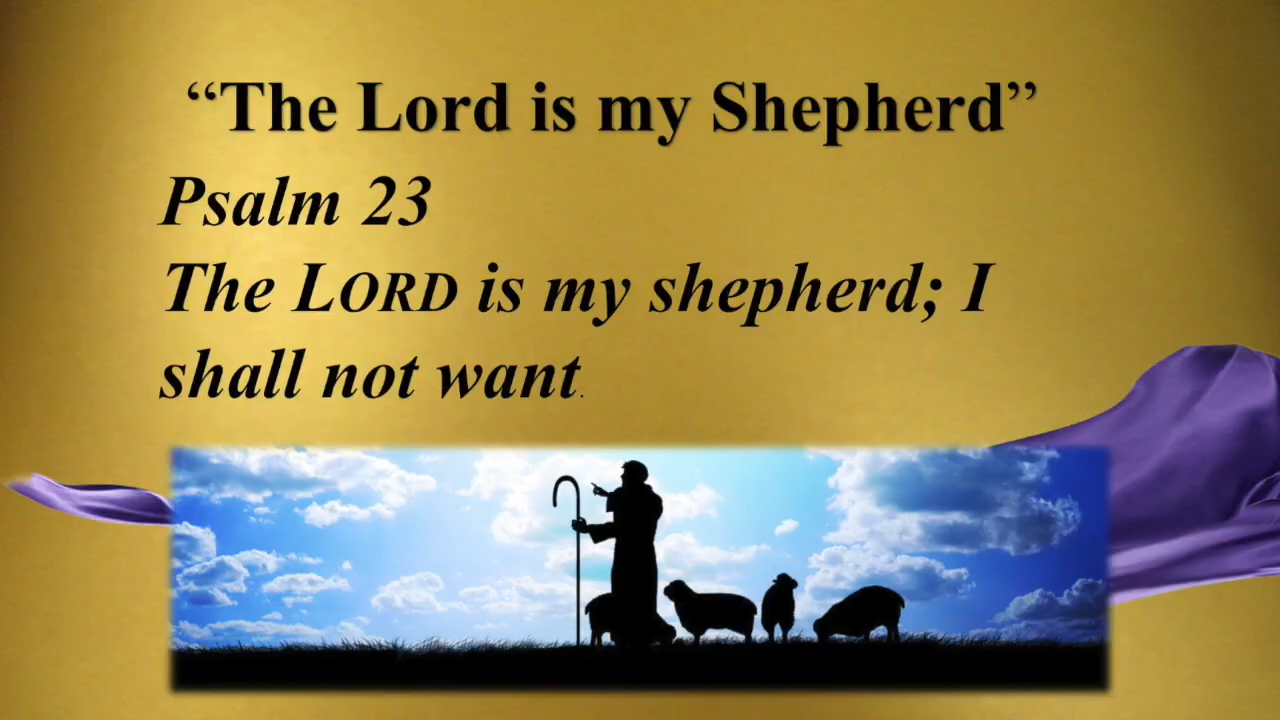 “The Lord is my Shepherd”
Psalm 23
The LORD is my shepherd; I
shall not want.